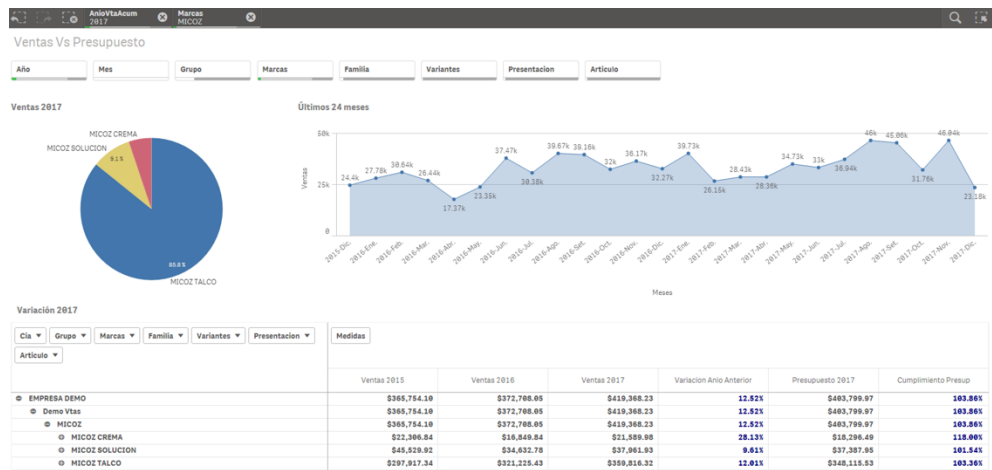 AnioVtaAcum
2017
Marcas
MICOZ
Ventas Vs Presupuesto
Año Mes Grupo Marcas Familia Variantes Presentacion Articulo
Ventas 2017
MICOZ CREMA
MICOZ SOLUCION
9.1%
MICOZ TALCO
Últimos 24 meses
Ventas
50k
25k
0
24.4k 27.78k 30.64k 26.44k 17.37k 23.35k 37.47k 30.38k 39.67k 39.16k 32k 36.17k 32.27k 39.73k 26.15k 28.43k 28.36k 34.73k 33k 36.94k 46k 45.06k 31.76k 46.04k 23.18k
2015-Dic. 2016-Ene. 2016-Feb. 2016-Mar. 2016-Abr. 2016-May. 2016-Jun. 2016-Jul. 2016-Ago. 2016-Set. 2016-Oct. 2016-Nov. 2016-Dic. 2017-Ene. 2017-Feb. 2017-Mar. 2017-Abr. 2017-May. 2017-Jun. 2017-Jul. 2017-Ago. 2017-Set. 2017-Oct. 2017-Nov. 2017-Dic.
Meses
Variación 2017
Cia Grupo Marcas Familia Variantes Presentacion Medidas
Articulo
Ventas 2015 Ventas 2016 Ventas 2017 Variacion Anio Anterior Presupuesto 2017 Cumplimiento Presup
EMPRESA DEMO $365,754.10 $372,708.05 $419,368.23 12.52% $403,799.97 103.86%
Demo Vtas $365,754.10 $372,708.05 $419,368.23 12.52% $403,799.97 103.86%
MICOZ $365,754.10 $372,708.05 $419,368.23 12.52% $403,799.97 103.86%
MICOZ CREMA $22,306.84 $16,849.84 $21,589.98 28.13% $18,296.49 118.00%
MICOZ SOLUCION $45,529.92 $34,632.78 $37,961.93 9.61% $37,387.95 101.54%
MICOZ TALCO $297,917.34 $321,225.43 $359,816.32 12.01% $348,115.53 103.36%